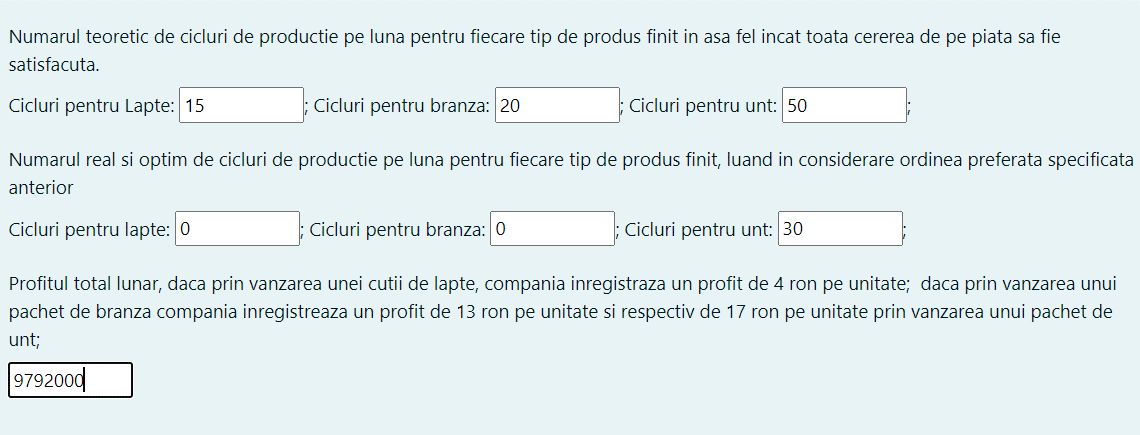 Numarul teoretic de cicluri de productie pe luna pentru fiecare tip de produs finit in asa fel incat toata cererea de pe piata sa fie
satisfacuta.
Cicluri pentru Lapte: 15 ; Cicluri pentru branza: 20 ; Cicluri pentru unt: 50 ;
Numarul real si optim de cicluri de productie pe luna pentru fiecare tip de produs finit, luand in considerare ordinea preferata specificata
anterior
Cicluri pentru lapte: 0 ; Cicluri pentru branza: 0 ; Cicluri pentru unt: 30 ;
Profitul total lunar, daca prin vanzarea unei cutii de lapte, compania inregistraza un profit de 4 ron pe unitate; daca prin vanzarea unui
pachet de branza compania inregistreaza un profit de 13 ron pe unitate si respectiv de 17 ron pe unitate prin vanzarea unui pachet de
unt;
9792000